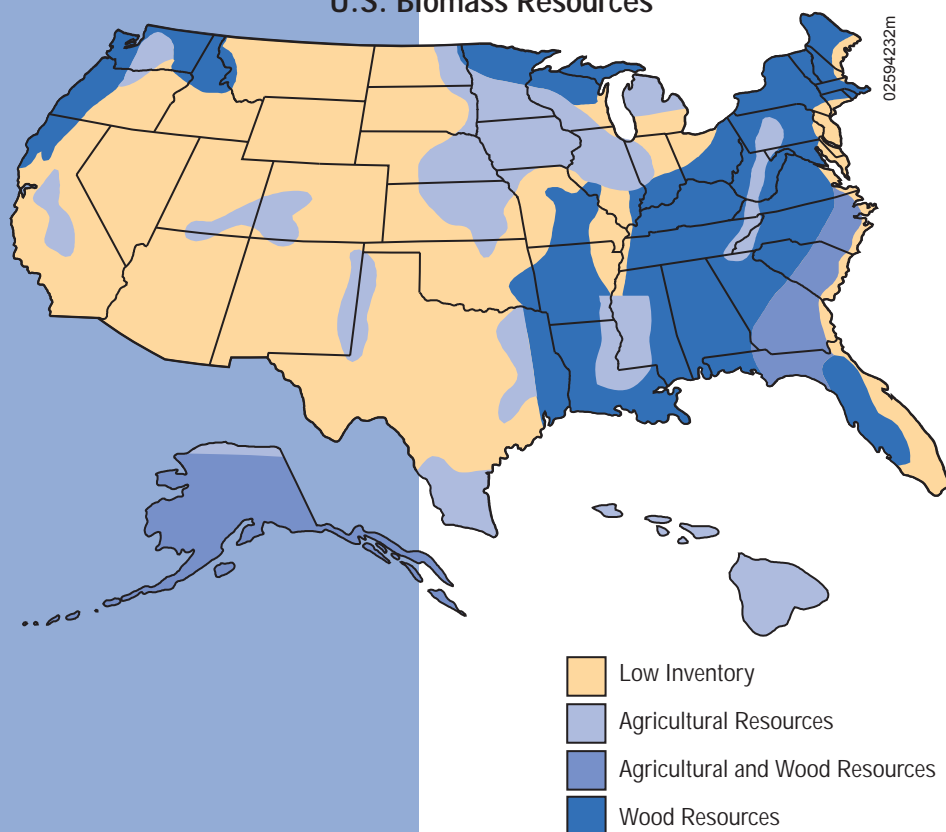 U.S. Biomass Resources
02594232m
Low Inventory
Agricultural Resources
Agricultural and Wood Resources
Wood Resources